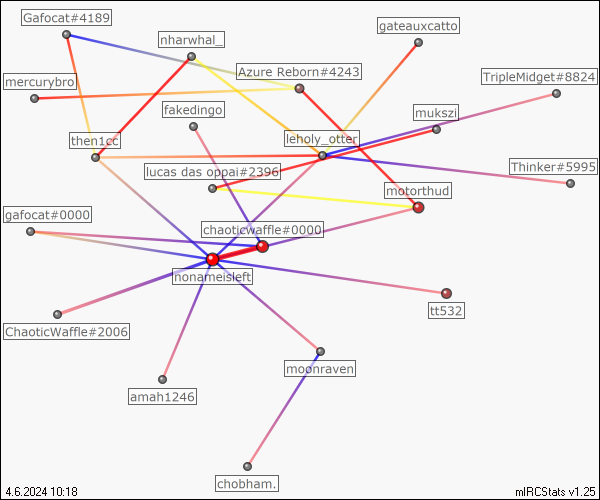 Gafocat#4189
gateauxcatto
nharwhal_
Azure Reborn#4243
TripleMidget#8824
mercurybro
fakedingo
mukszi
then1cc
leholy_otter
lucas das oppai#2396
Thinker#5995
motorthud
gafocat#0000
chaoticwaffle#0000
nonameisleft
tt532
ChaoticWaffle#2006
moonraven
amah1246
chobham.
4.6.2024 10:18
mIRCStats v1.25